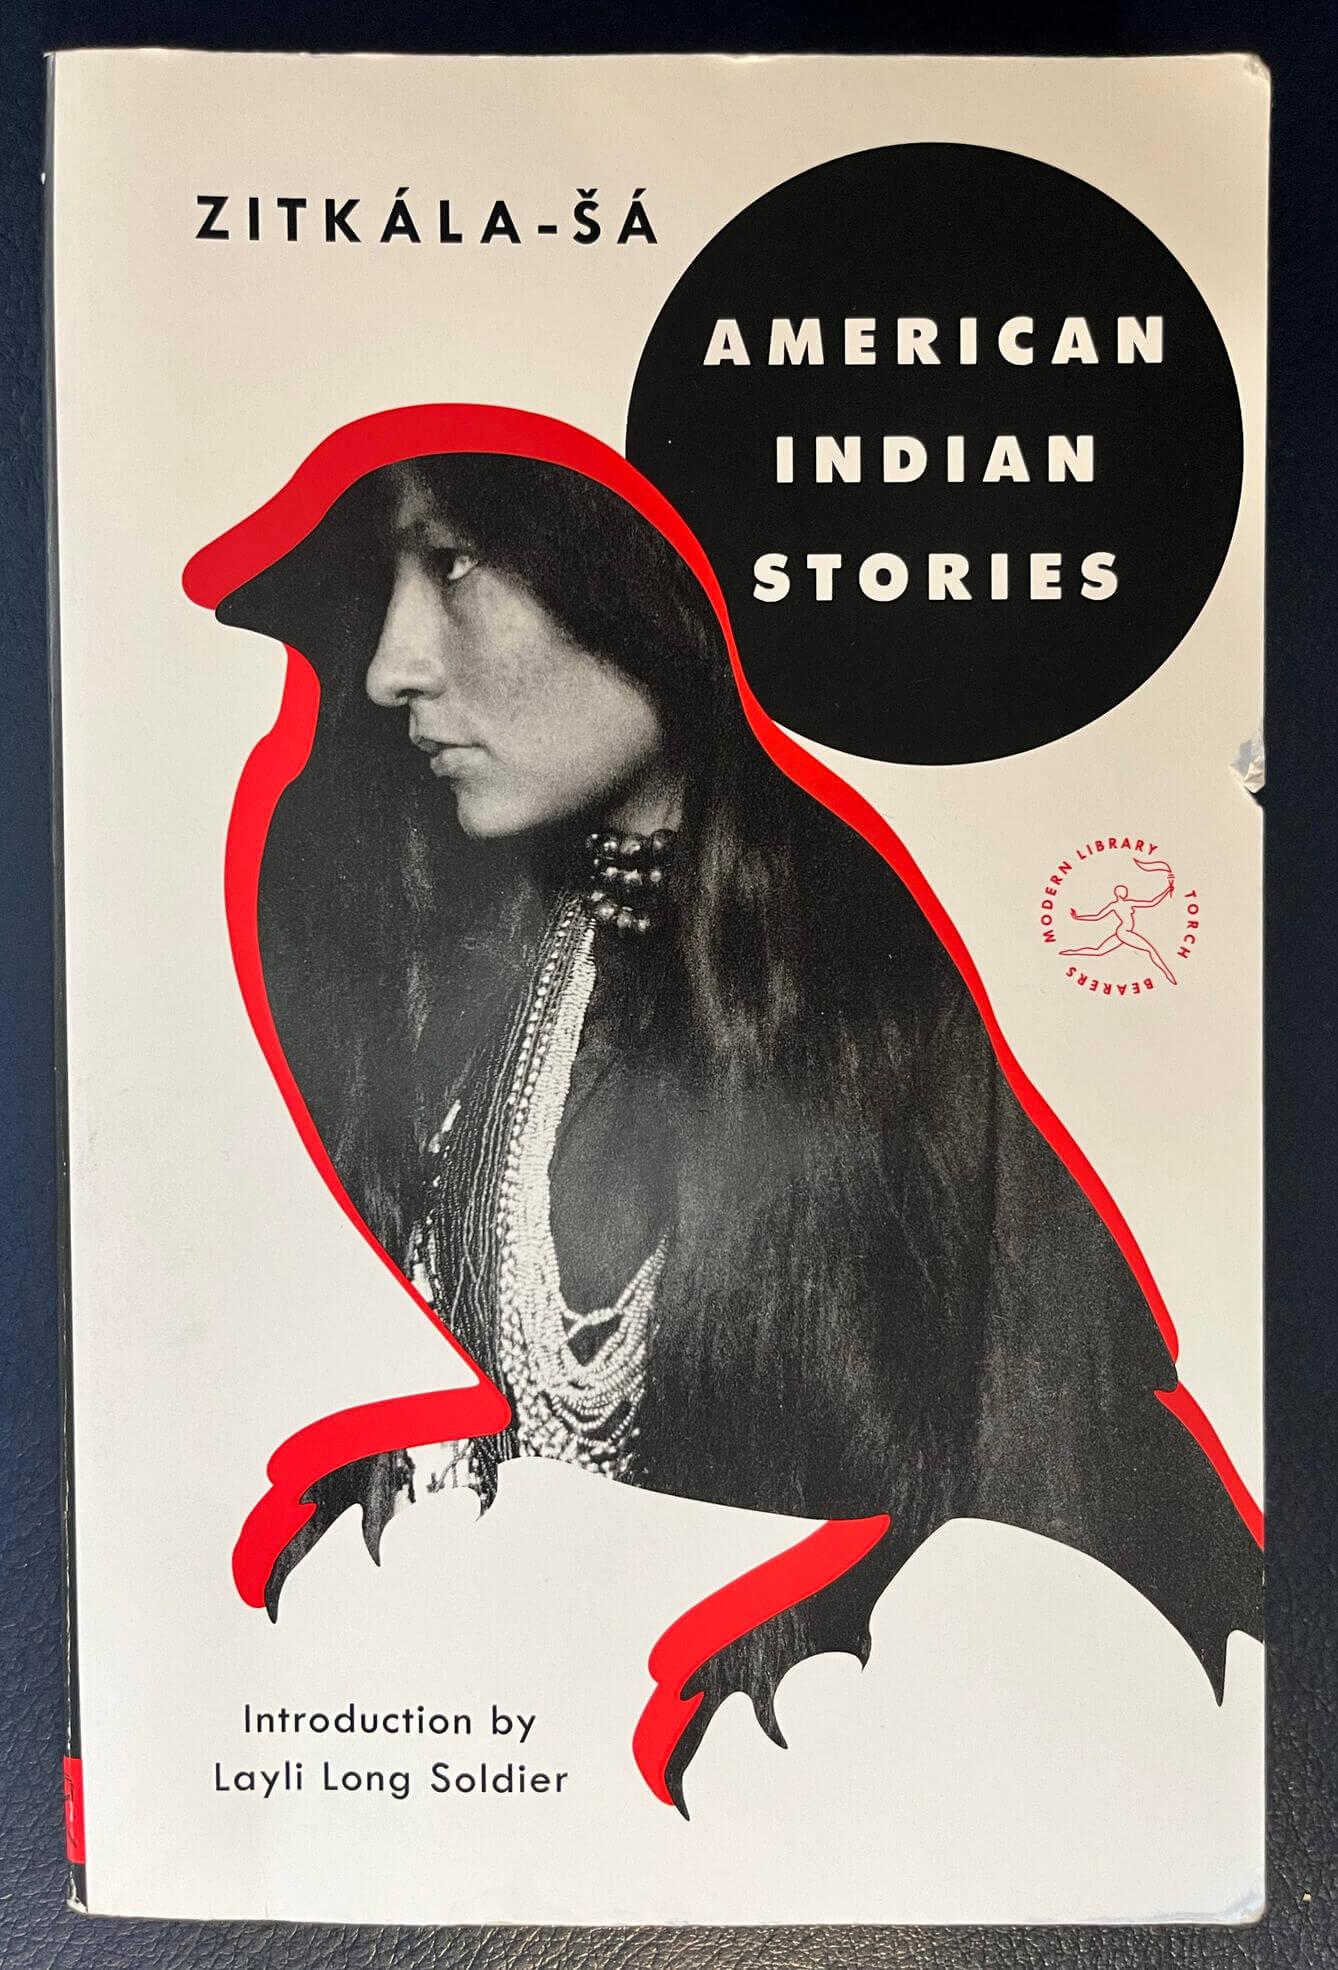 ZITKÁLA-ŠÁ
AMERICAN
INDIAN
STORIES
MODERN LIBRARY TORCH BEARERS
Introduction by
Layli Long Soldier